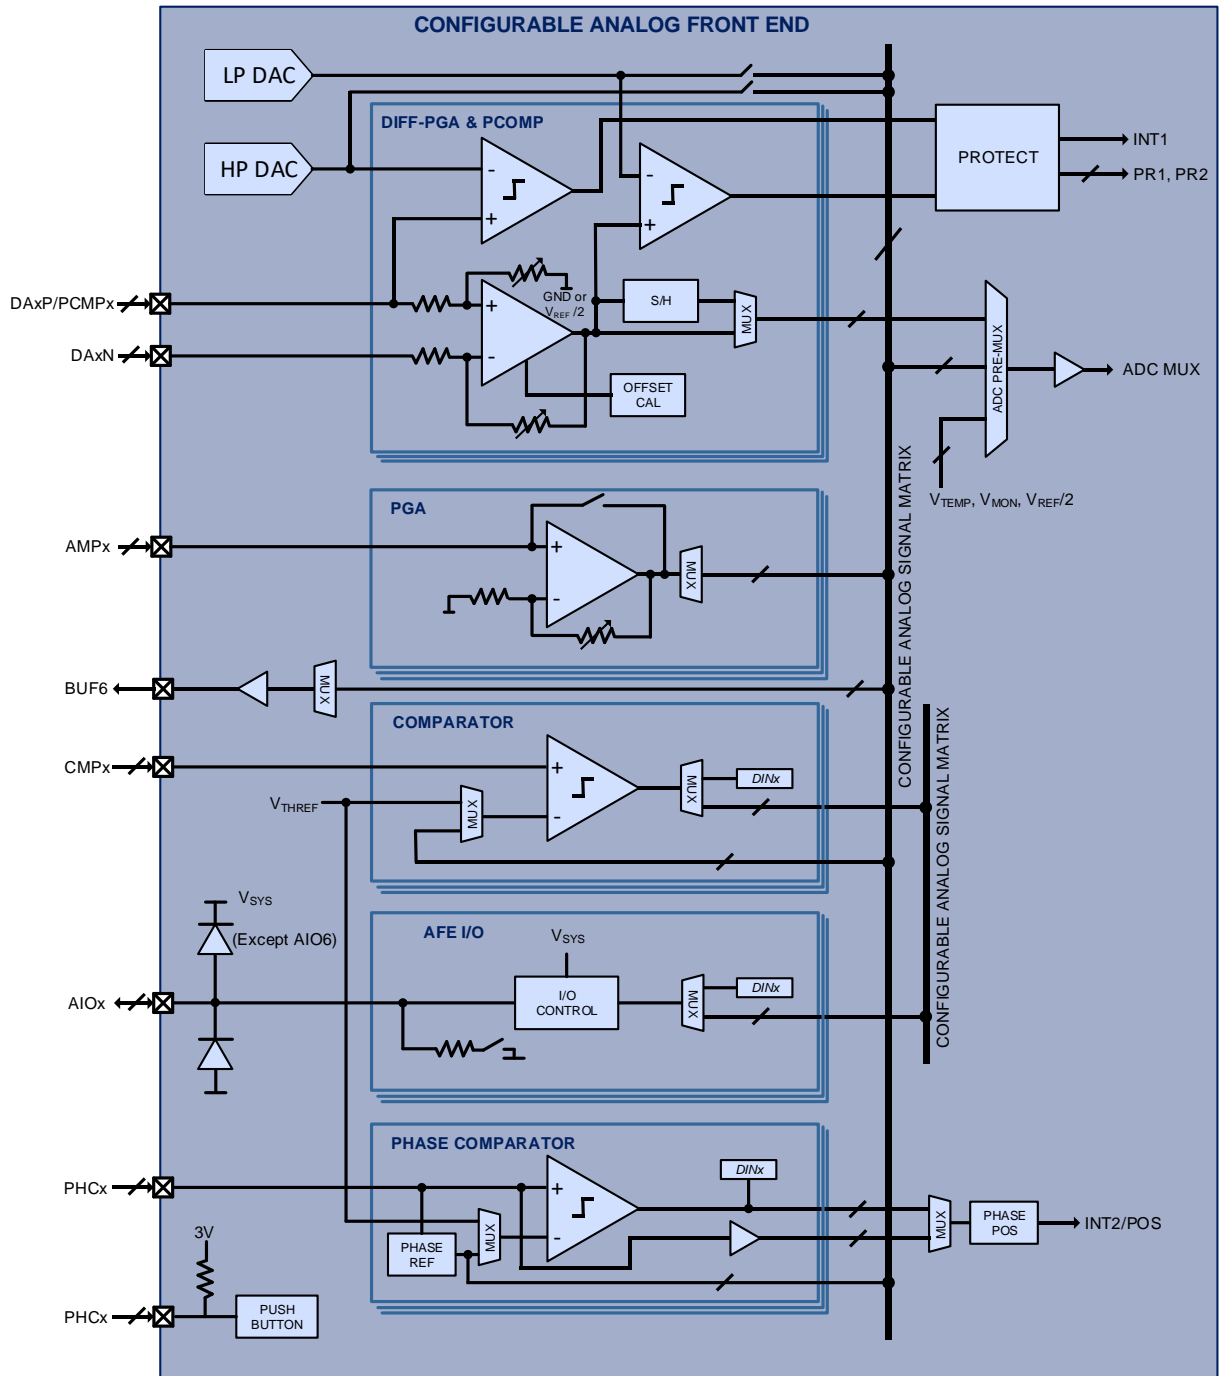 CONFIGURABLE ANALOG FRONT END
LP DAC
HP DAC
DIFF-PGA & PCOMP
-
+
-
+
PROTECT
INT1
PR1, PR2
DAxP/PCMPx
DAxN
+
-
GND or
VREF /2
S/H
MUX
OFFSET
CAL
ADC PRE-MUX
ADC MUX
VTEMP, VMON, VREF/2
CONFIGURABLE ANALOG SIGNAL MATRIX
PGA
AMPx
+
-
MUX
BUF6
MUX
COMPARATOR
CMPx
VTHREF
MUX
+
-
MUX
DINx
CONFIGURABLE ANALOG SIGNAL MATRIX
VSYS
(Except AIO6)
AFE I/O
VSYS
AIOx
I/O
CONTROL
MUX
DINx
PHASE COMPARATOR
PHCx
PHASE
REF
MUX
+
-
DINx
MUX
PHASE
POS
INT2/POS
3V
PHCx
PUSH
BUTTON